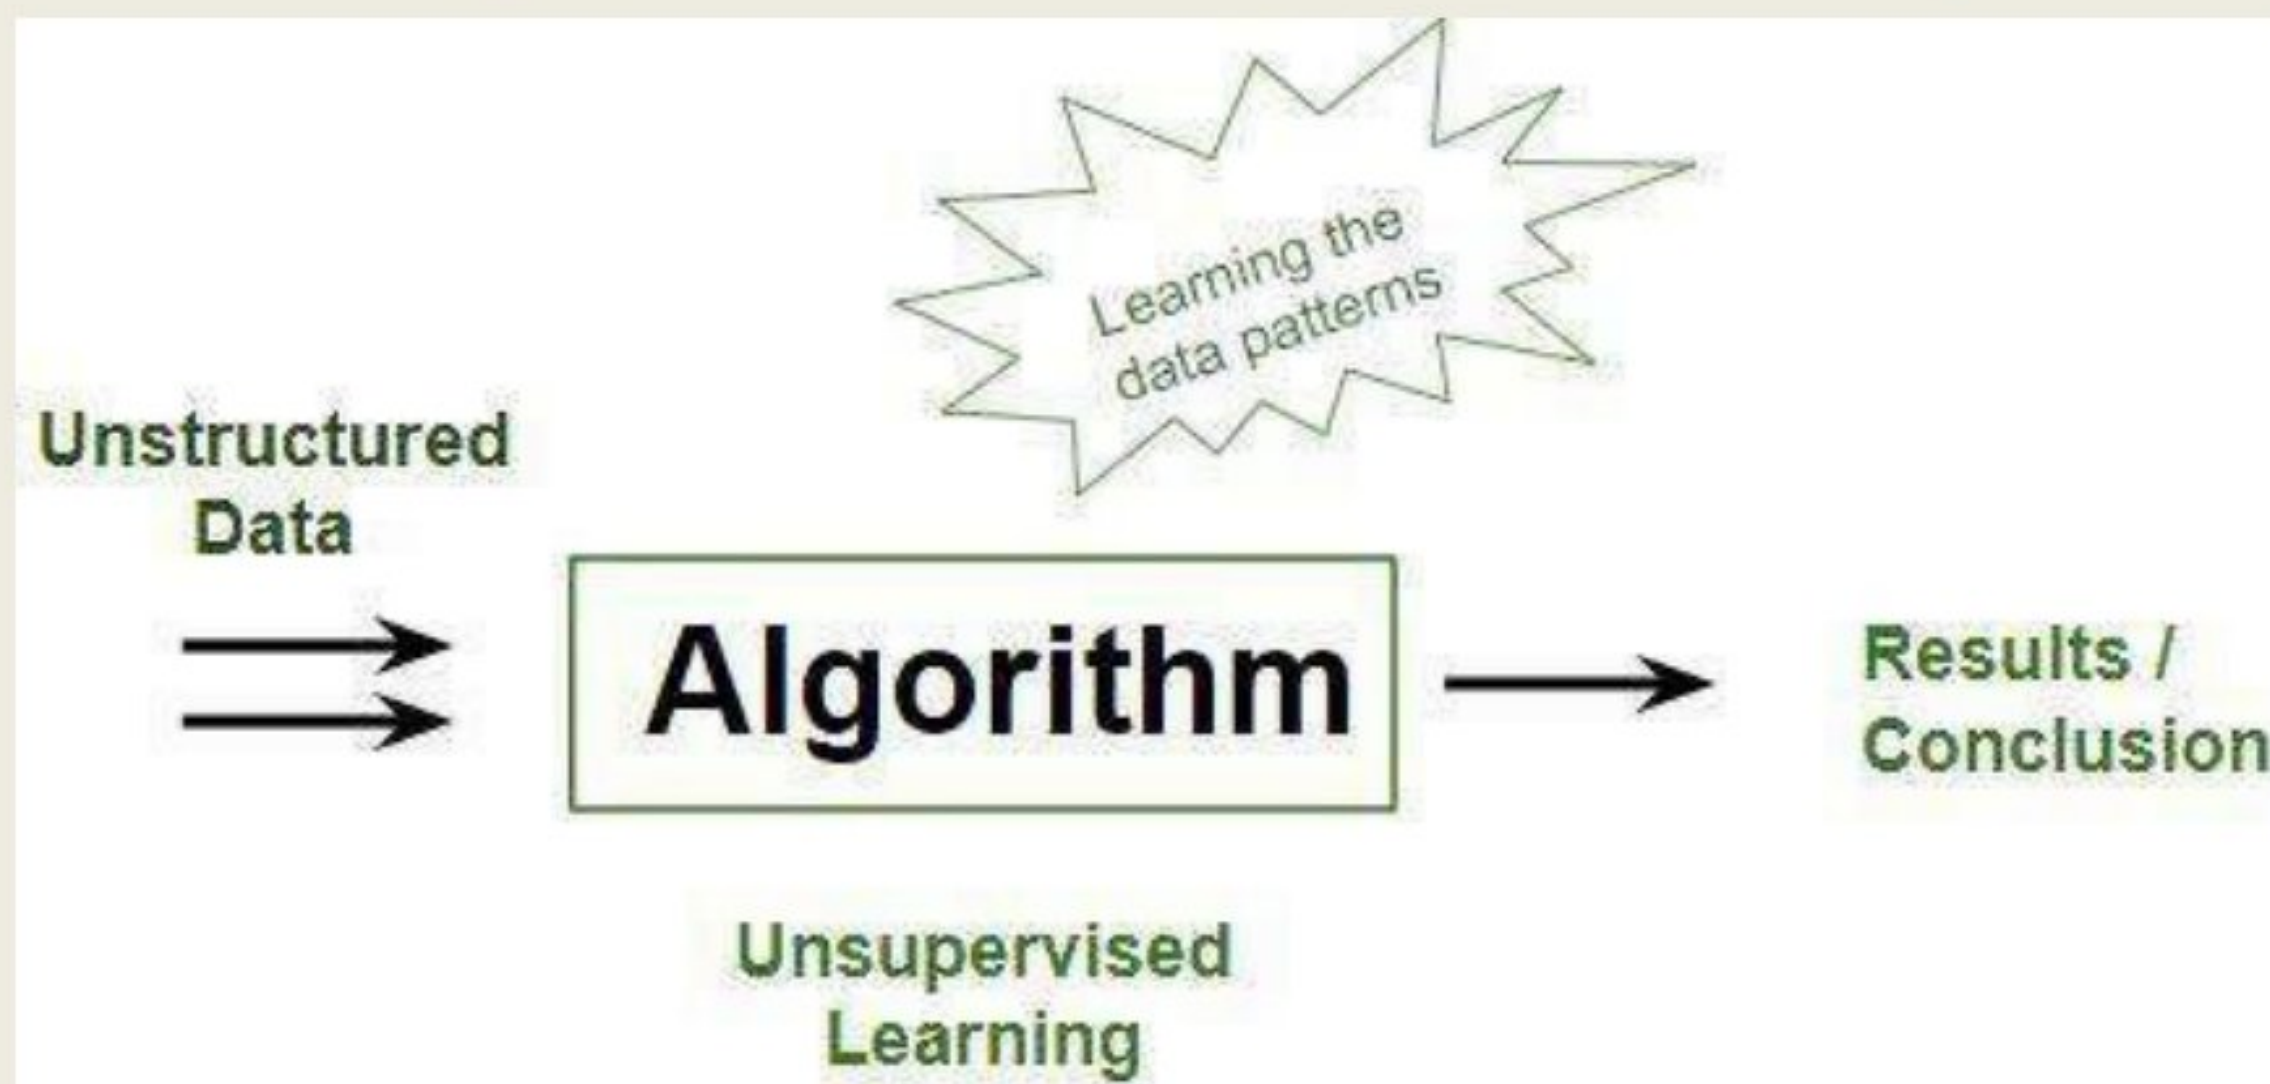 Learning the
data patterns
Unstructured
Data
Algorithm
Results /
Conclusion
Unsupervised
Learning